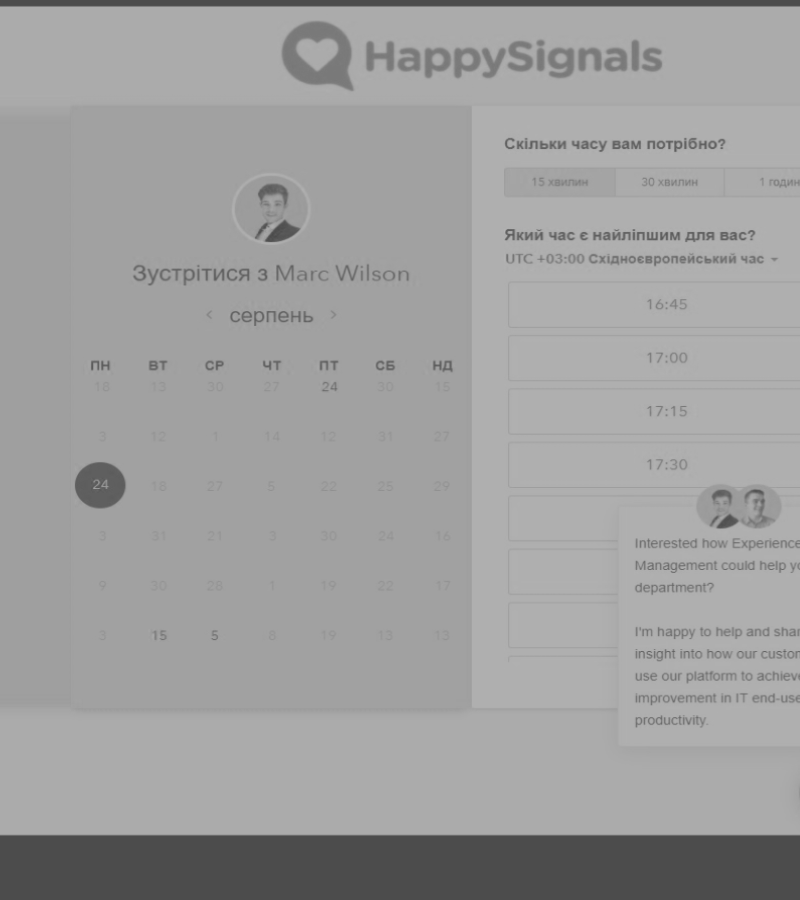 HappySignals
Зустрітися з Marc Wilson
серпень
ПН ВТ СР ЧТ ПТ СБ НД
18 13 30 27 24 30 15
3 12 1 14 12 31 27
24 18 27 5 22 25 29
3 31 21 3 30 24 16
9 30 28 1 19 22 17
3 15 5 8 19 13 13
Скільки часу вам потрібно?
15 хвилин 30 хвилин 1 годин
Який час є найліпшим для вас?
UTC +03:00 Східноєвропейський час
16:45
17:00
17:15
17:30
Interested how Experience
Management could help yo
department?
I'm happy to help and shar
insight into how our custom
use our platform to achieve
improvement in IT end-use
productivity.